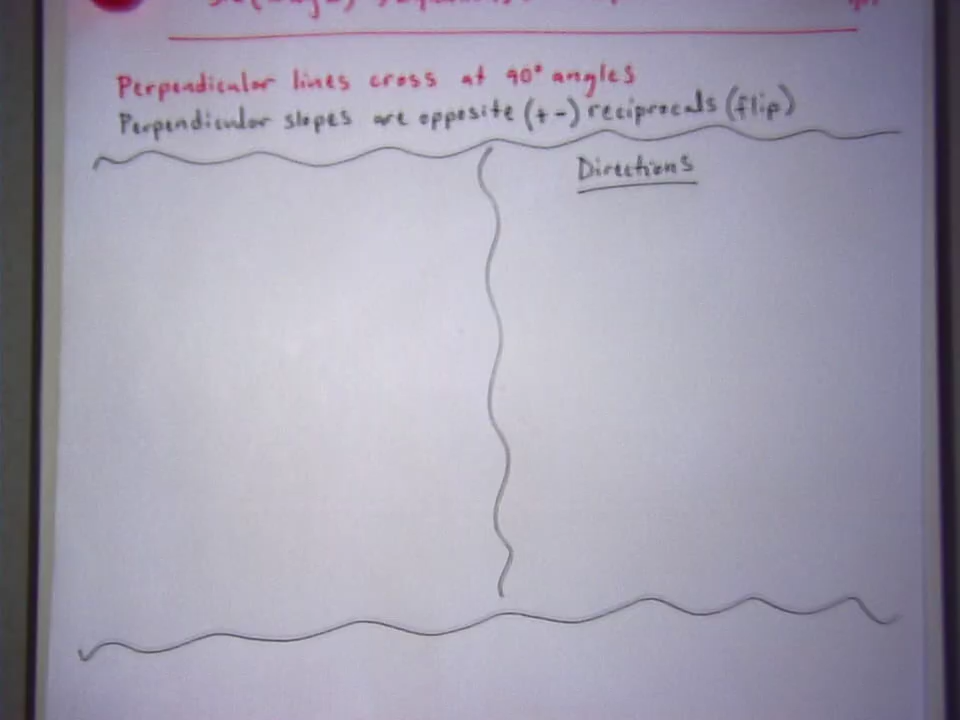 Perpendicular lines cross at 90° angles
Perpendicular slopes are opposite (+-) reciprocals (flip)
Directions